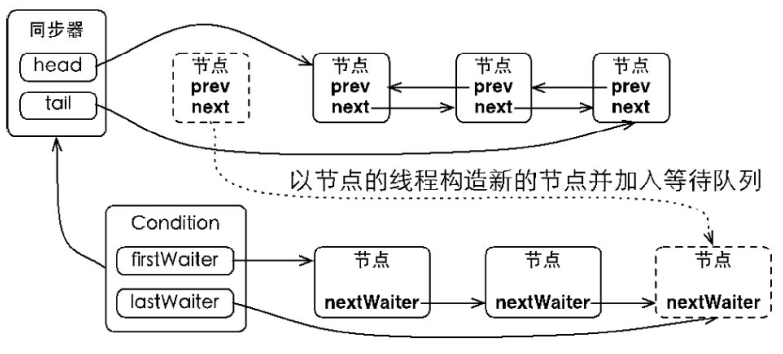 同步器
head
tail
节点
prev
next
节点
prev
next
节点
prev
next
节点
prev
next
以节点的线程构造新的节点并加入等待队列
Condition
firstWaiter
lastWaiter
节点
nextWaiter
节点
nextWaiter
节点
nextWaiter